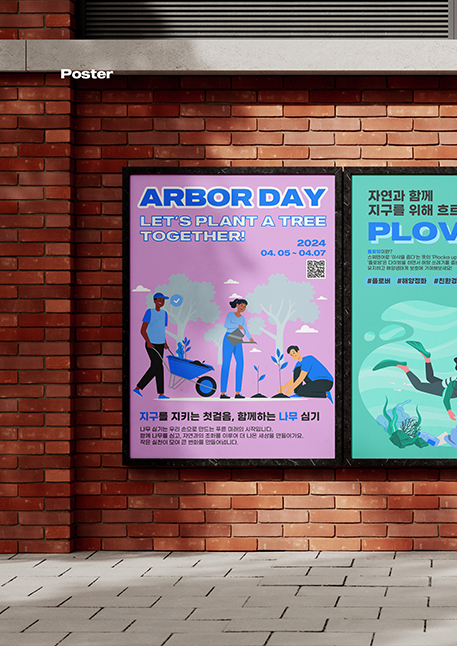 Poster
ARBOR DAY
LET'S PLANT A TREE
TOGETHER!
2024
04. 05 ~ 04.07
지구를 지키는 첫걸음, 함께하는 나무 심기
나무 심기는 우리 손으로 만드는 푸른 미래의 시작입니다.
함께 나무를 심고, 자연과의 조화를 이루어 더 나은 세상을 만들어가요.
작은 실천이 모여 큰 변화를 만들어냅니다.
자연과 함께
지구를 위해 흐르
PLOV
#플로버 #해양정화 #친환경